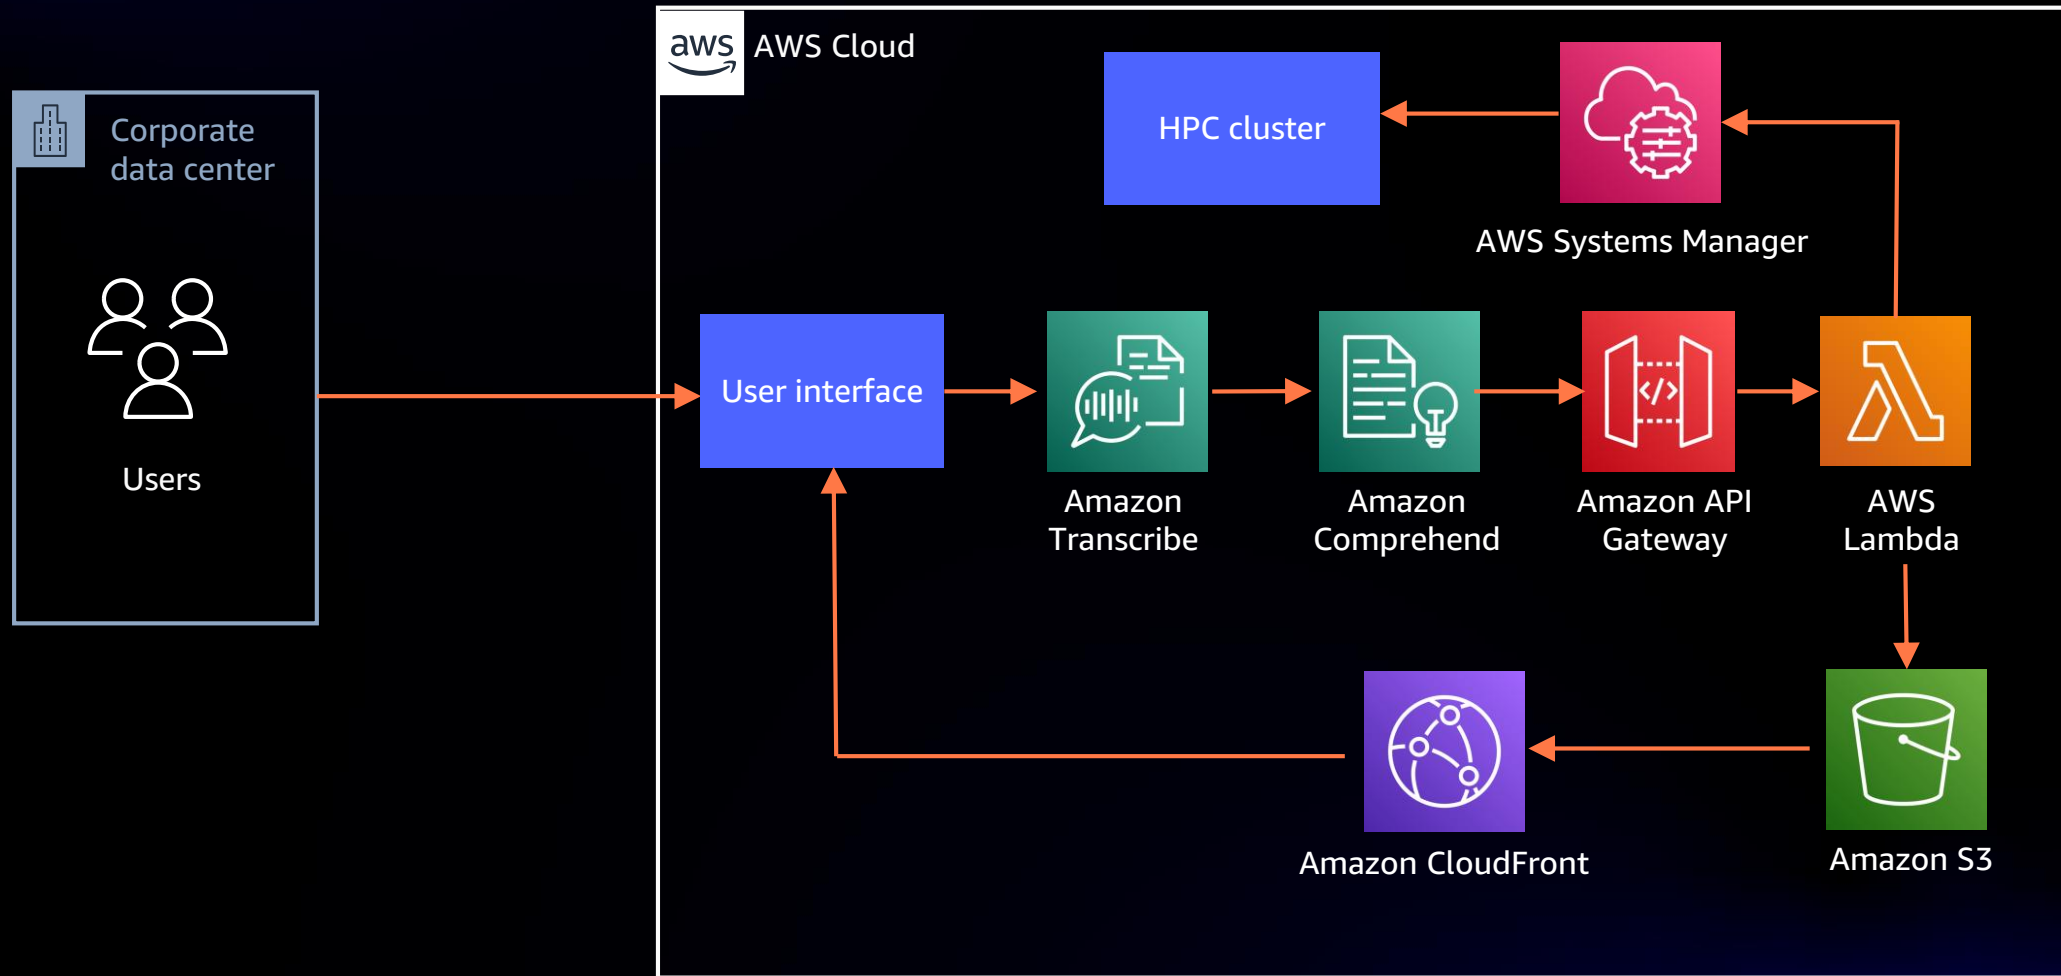 aws
AWS Cloud
Corporate
data center
Users
HPC cluster
AWS Systems Manager
User interface
</>
Amazon
Transcribe
Amazon
Comprehend
Amazon API
Gateway
AWS
Lambda
Amazon CloudFront
Amazon S3